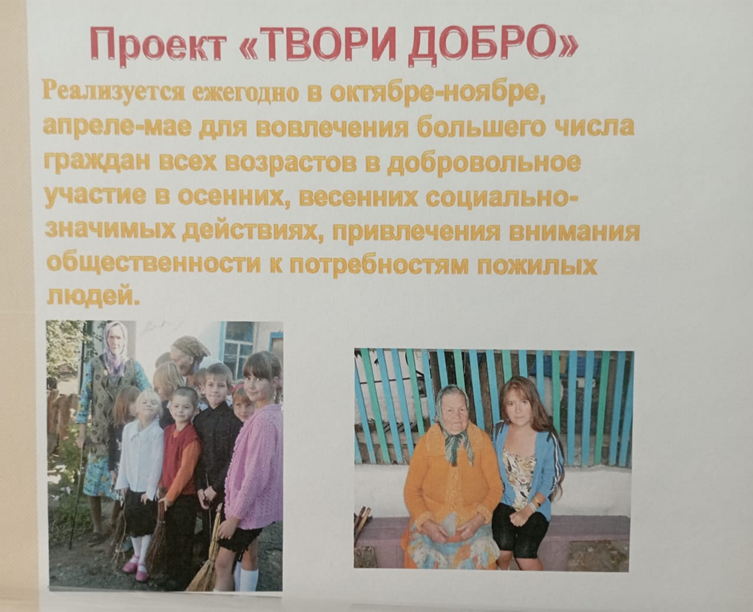 Проект «ТВОРИ ДОБРО»
Реализуется ежегодно в октябре-ноябре,
апреле-мае для вовлечения большего числа
граждан всех возрастов в добровольное
участие в осенних, весенних социально-
значимых действиях, привлечения внимания
общественности к потребностям пожилых
людей.